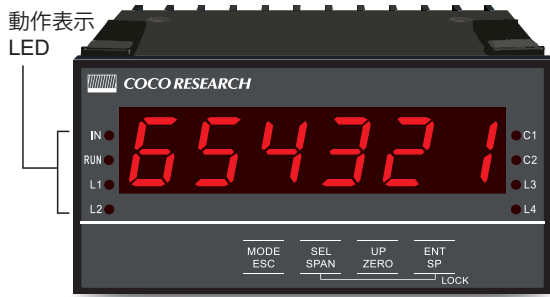 動作表示
LED
COCO RESEARCH
654321
IN
RUN
L1
L2
C1
C2
L3
L4
MODE
ESC
SEL
SPAN
UP
ZERO
ENT
SP
LOCK